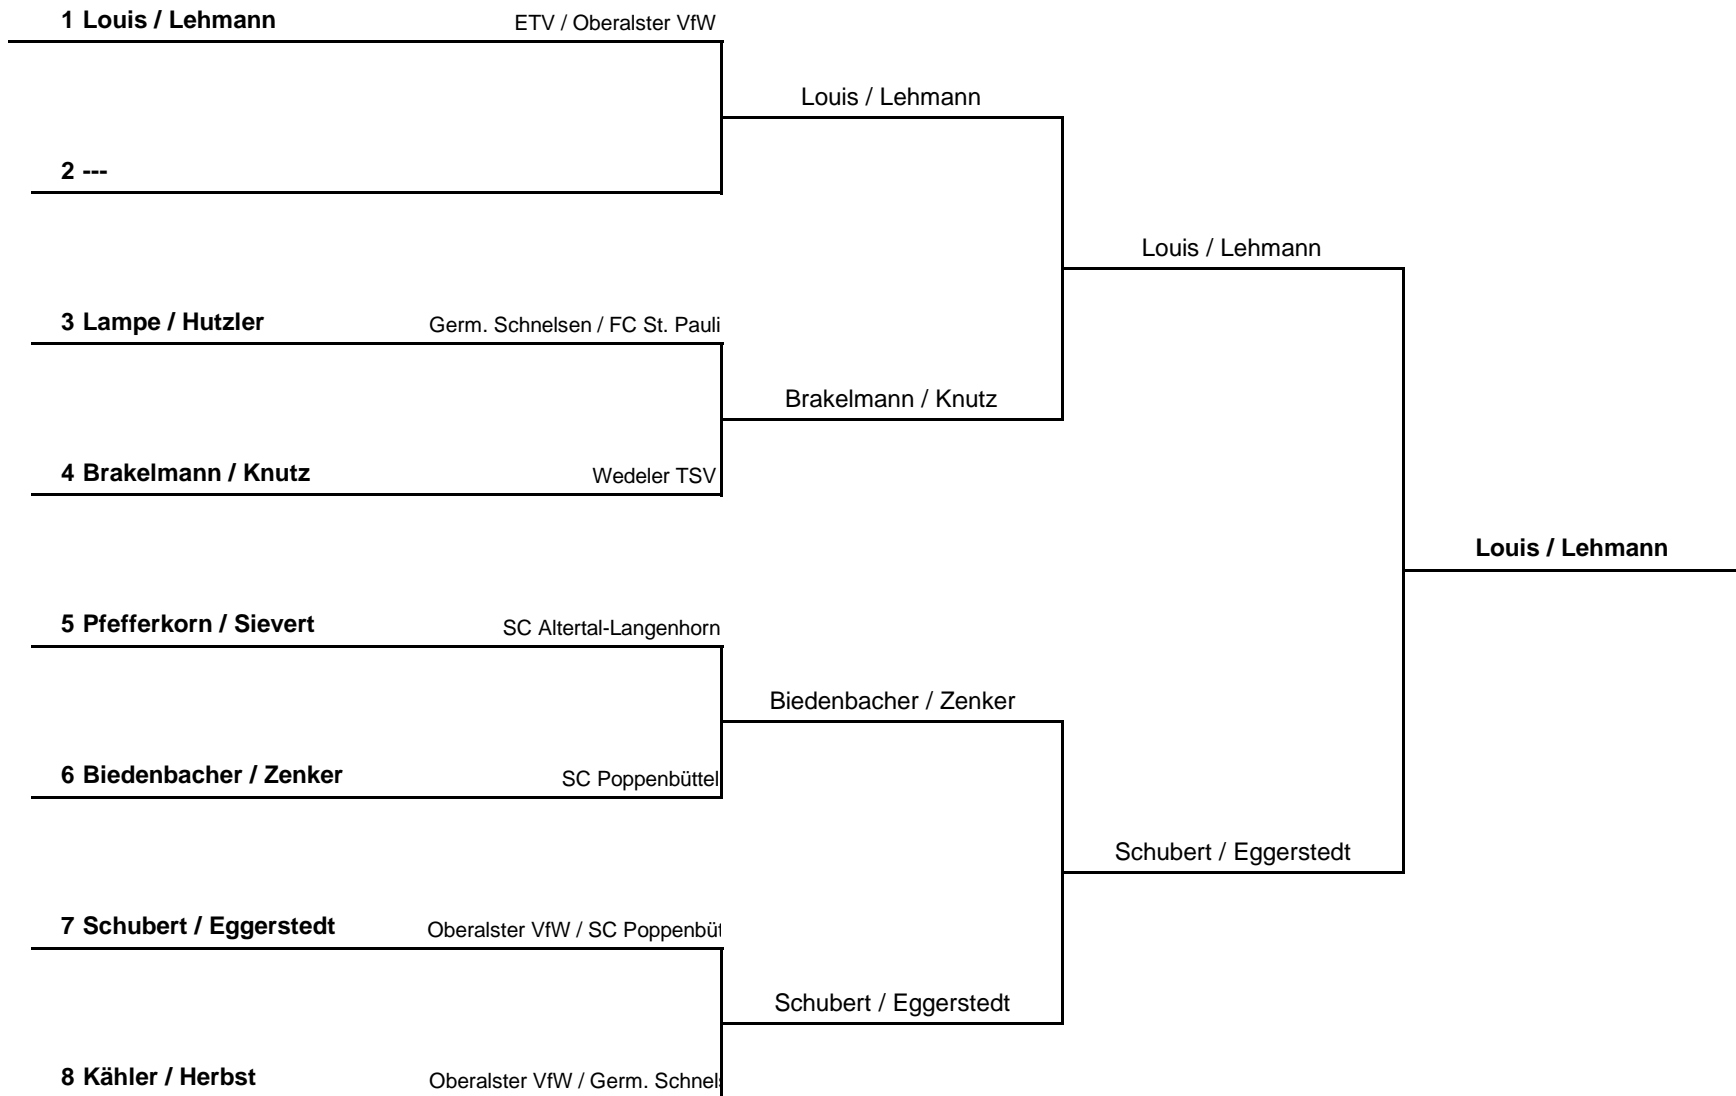 1 Louis / Lehmann ETV / Oberalster VfW
Louis / Lehmann
2 ---
Louis / Lehmann
3 Lampe / Hutzler Germ. Schnelsen / FC St. Pauli
Brakelmann / Knutz
4 Brakelmann / Knutz Wedeler TSV
Louis / Lehmann
5 Pfefferkorn / Sievert SC Altertal-Langenhorn
Biedenbacher / Zenker
6 Biedenbacher / Zenker SC Poppenbüttel
Schubert / Eggerstedt
7 Schubert / Eggerstedt Oberalster VfW / SC Poppenbüt
Schubert / Eggerstedt
8 Kähler / Herbst Oberalster VfW / Germ. Schnels